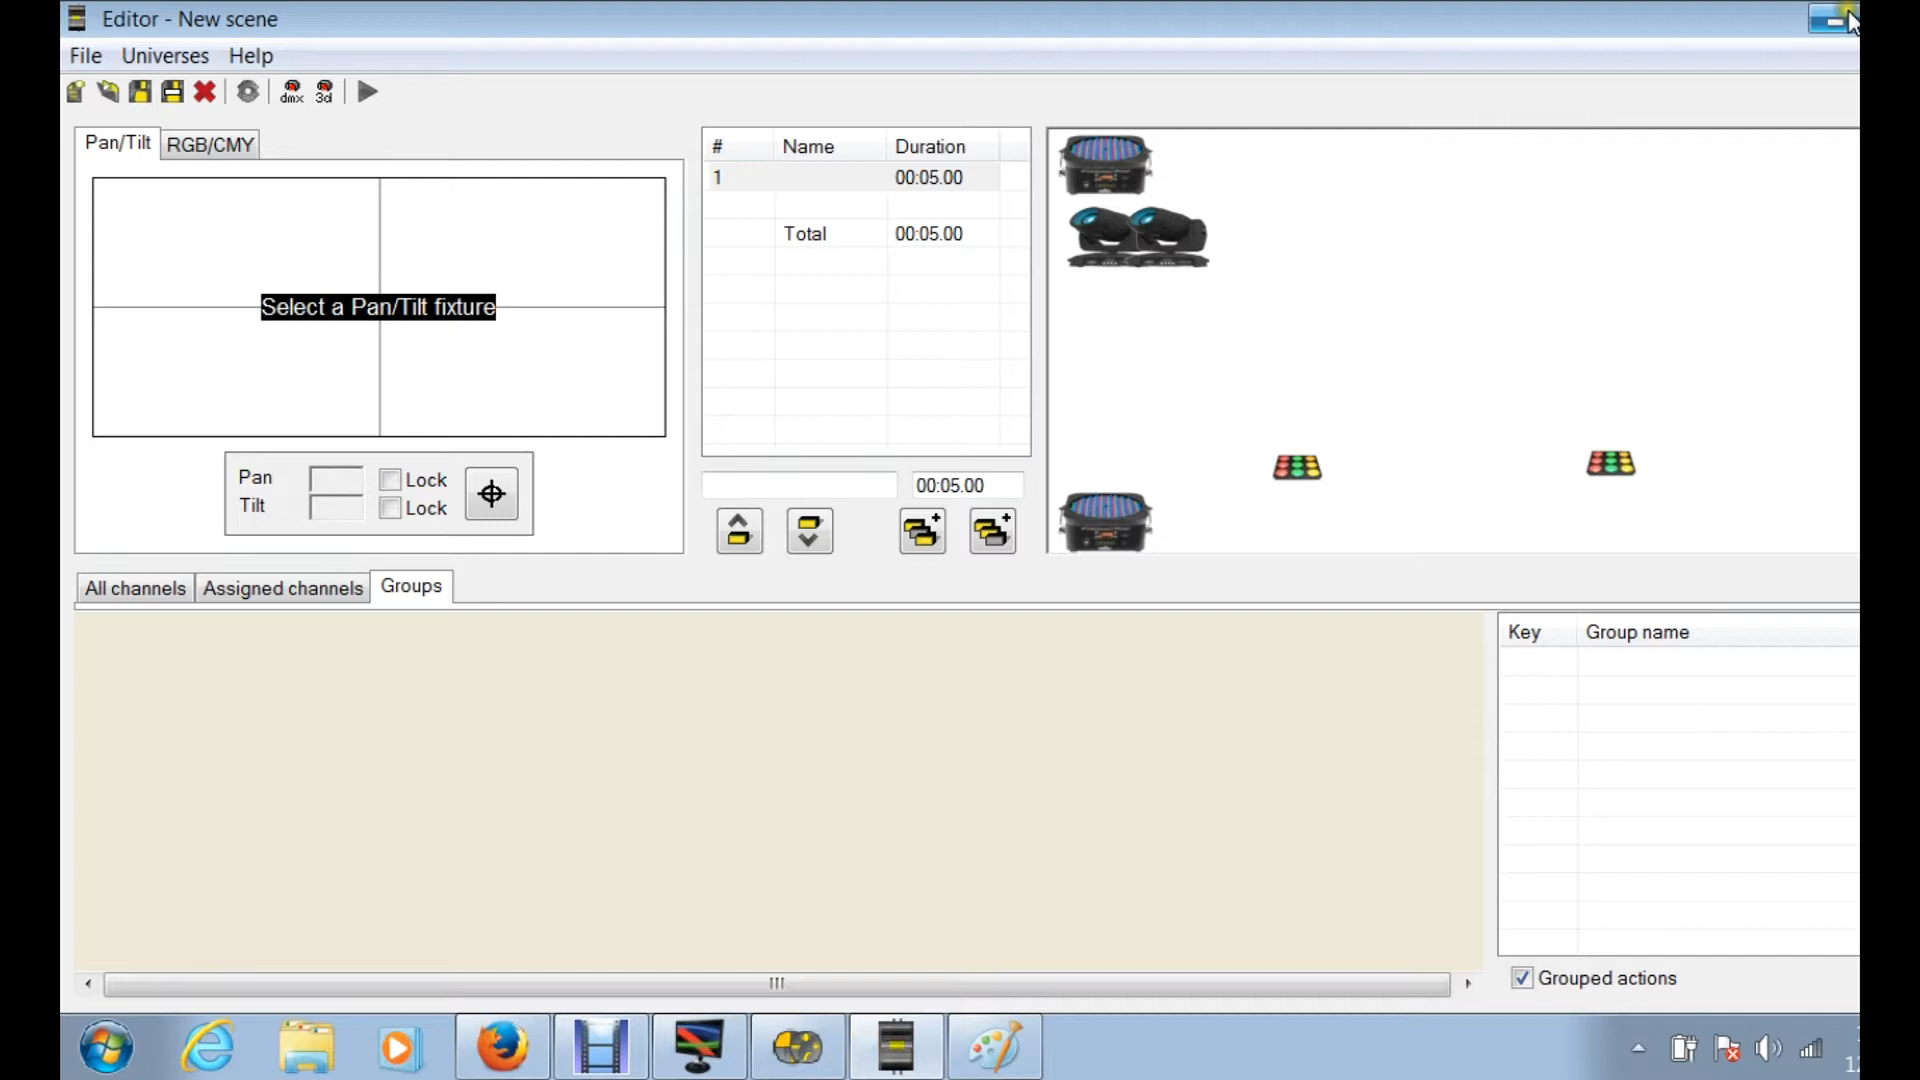 Editor - New scene
File Universes Help
dmx 3d
Pan/Tilt RGB/CMY
Select a Pan/Tilt fixture
Pan Lock
Tilt Lock
# Name Duration
1 00:05.00
Total 00:05.00
00:05.00
All channels Assigned channels Groups
Key Group name
Grouped actions